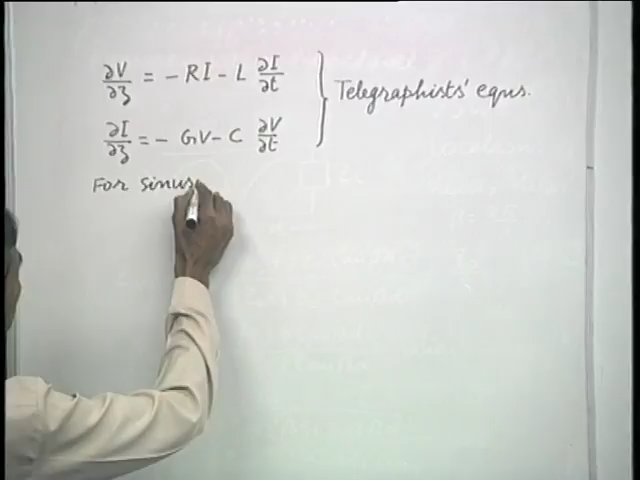 ∂V/∂z = - RI - L ∂I/∂t
Telegraphists' equs.
∂I/∂z = - GV - C ∂V/∂t
For sinus